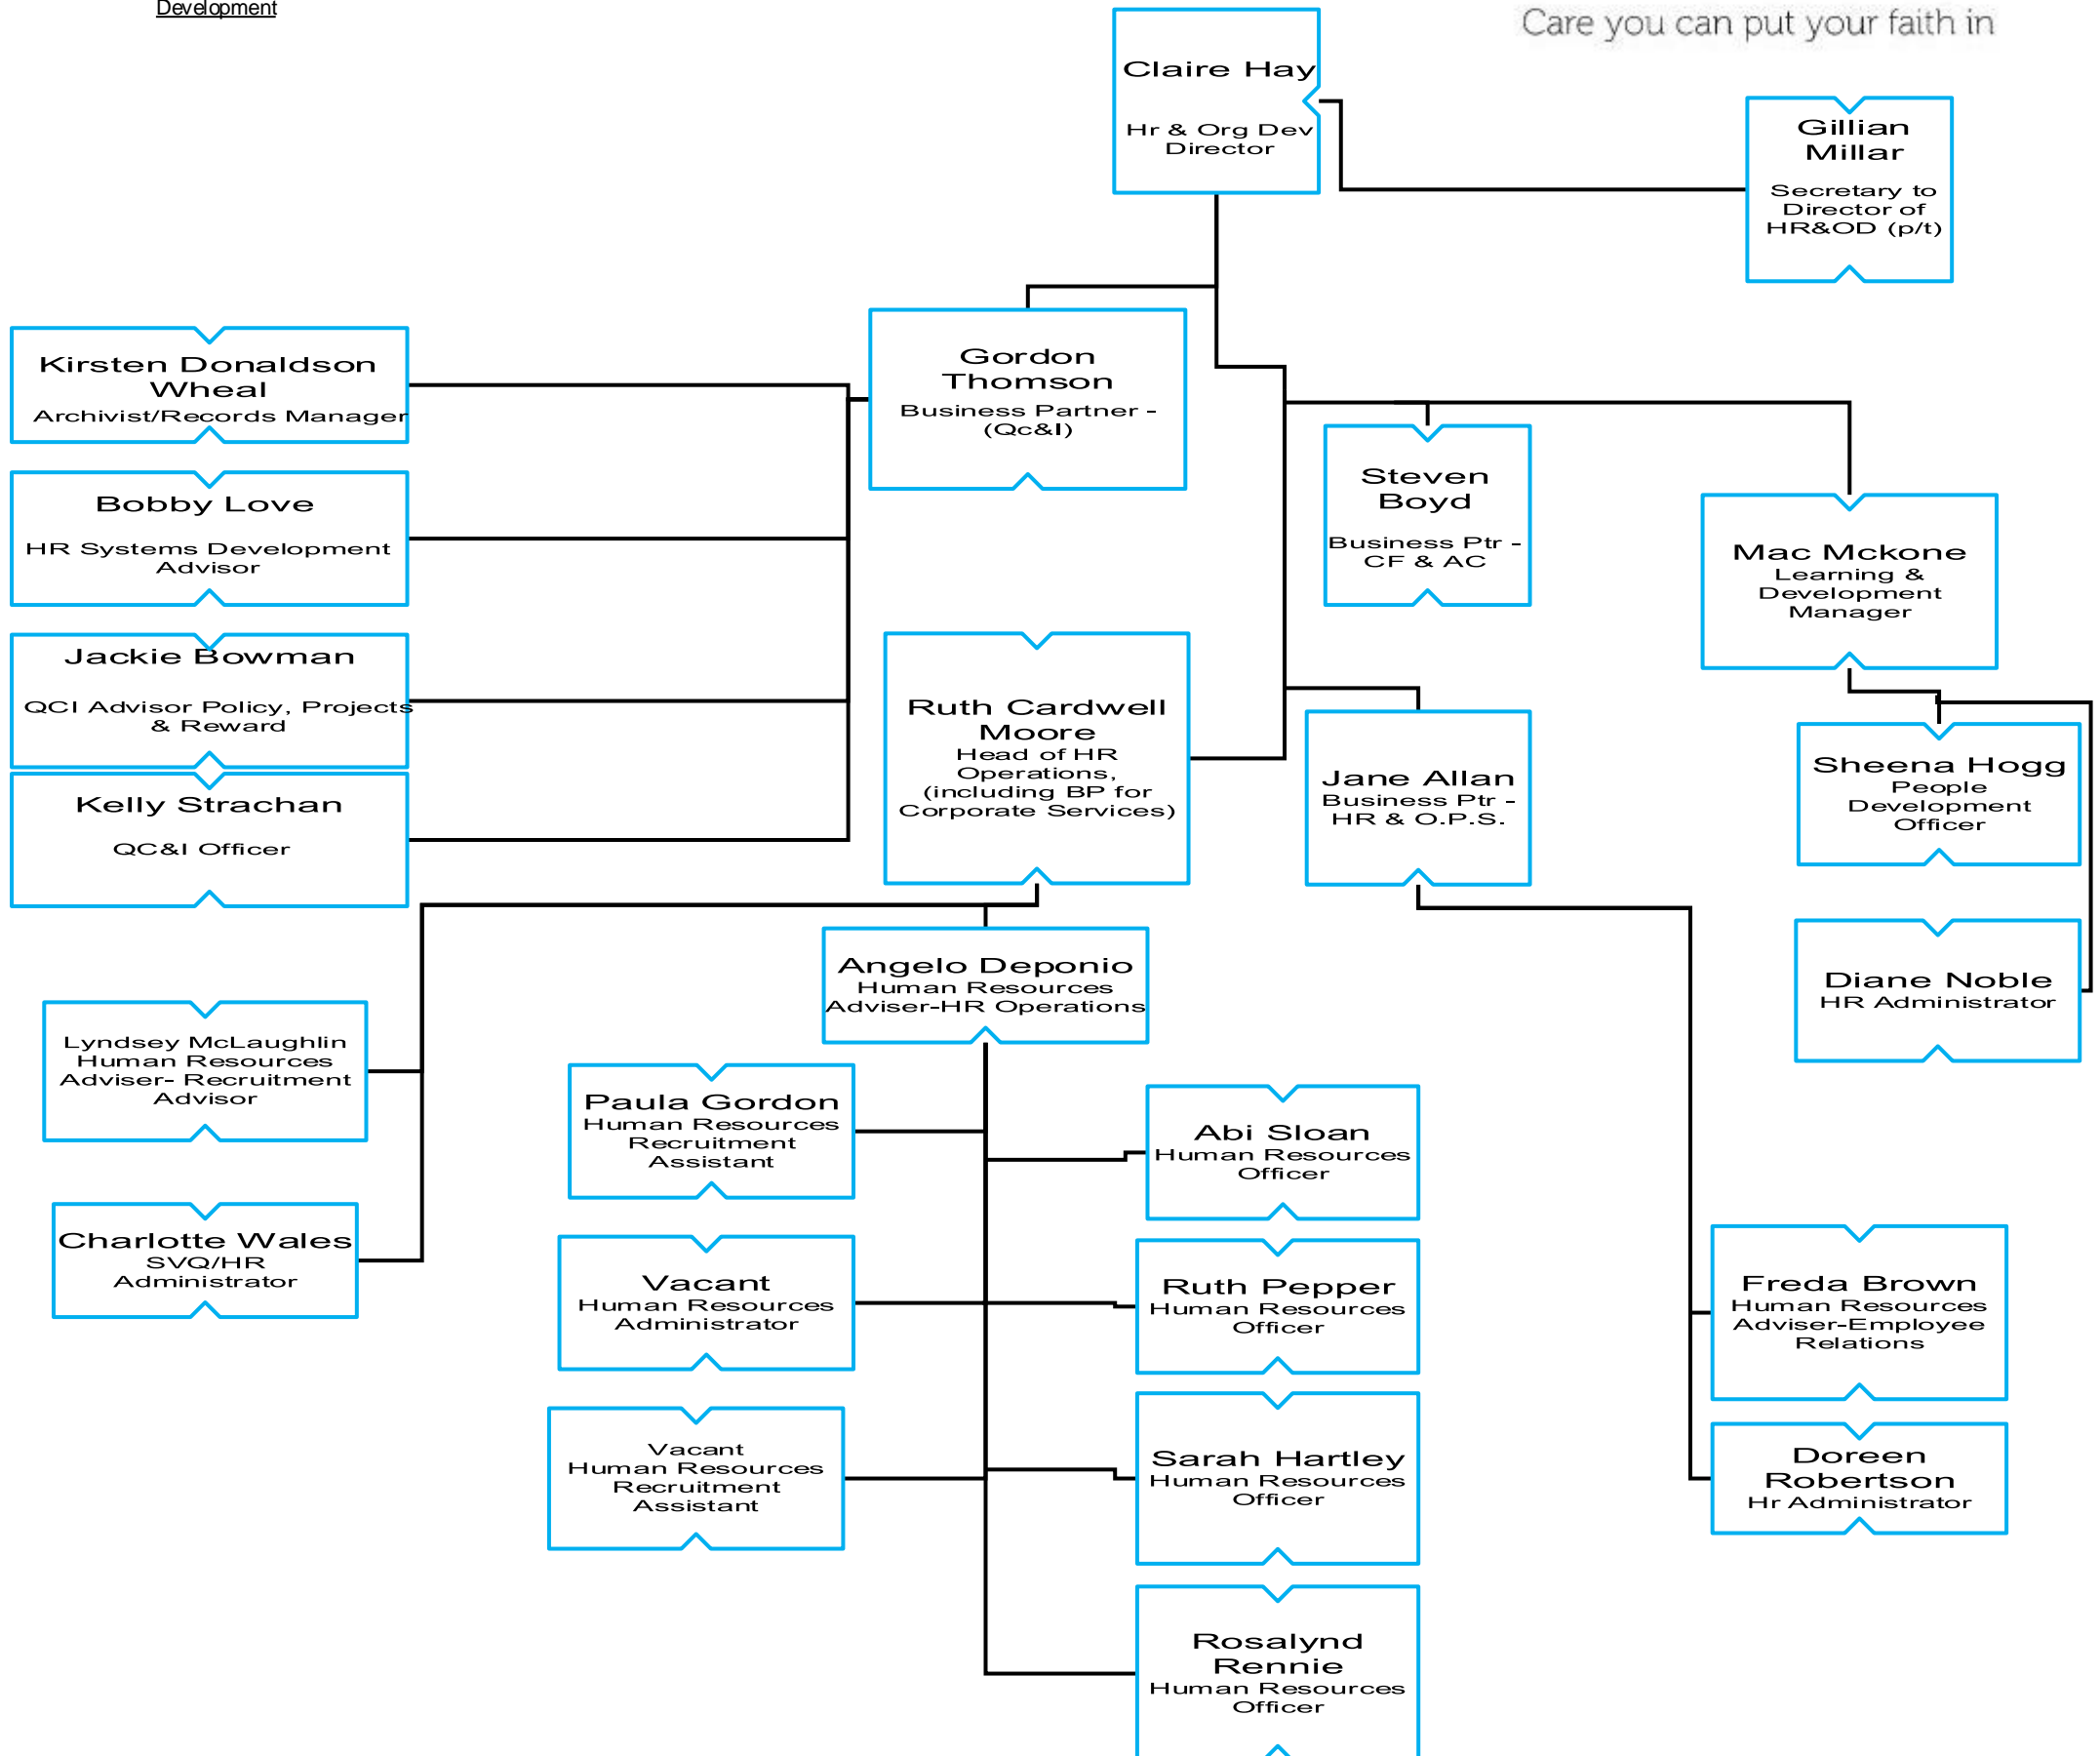 Development
Care you can put your faith in
Claire Hay
Hr & Org Dev
Director
Gillian
Millar
Secretary to
Director of
HR&OD (p/t)
Gordon
Thomson
Business Partner -
(Qc&I)
Kirsten Donaldson
Wheal
Archivist/Records Manager
Bobby Love
HR Systems Development
Advisor
Jackie Bowman
QCI Advisor Policy, Projects
& Reward
Kelly Strachan
QC&I Officer
Steven
Boyd
Business Ptr -
CF & AC
Mac Mckone
Learning &
Development
Manager
Ruth Cardwell
Moore
Head of HR
Operations,
(including BP for
Corporate Services)
Jane Allan
Business Ptr -
HR & O.P.S.
Sheena Hogg
People
Development
Officer
Diane Noble
HR Administrator
Angelo Deponio
Human Resources
Adviser-HR Operations
Lyndsey McLaughlin
Human Resources
Adviser- Recruitment
Advisor
Charlotte Wales
SVQ/HR
Administrator
Paula Gordon
Human Resources
Recruitment
Assistant
Abi Sloan
Human Resources
Officer
Vacant
Human Resources
Administrator
Ruth Pepper
Human Resources
Officer
Vacant
Human Resources
Recruitment
Assistant
Sarah Hartley
Human Resources
Officer
Rosalynd
Rennie
Human Resources
Officer
Freda Brown
Human Resources
Adviser-Employee
Relations
Doreen
Robertson
Hr Administrator